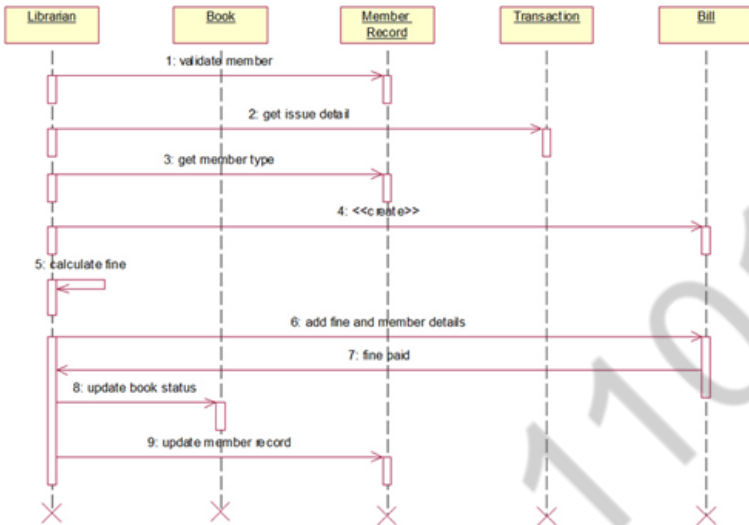 Librarian
Book
Member
Record
Transaction
Bill
1: validate member
2: get issue detail
3: get member type
4: <<create>>
5: calculate fine
6: add fine and member details
7: fine paid
8: update book status
9: update member record